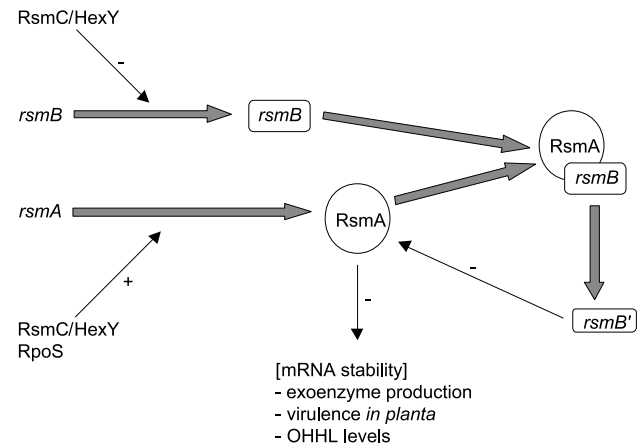 RsmC/HexY
-
rsmB
rsmB
RsmA
rsmB
rsmA
RsmA
-
+
-
rsmB'
RsmC/HexY
RpoS
[mRNA stability]
- exoenzyme production
- virulence in planta
- OHHL levels